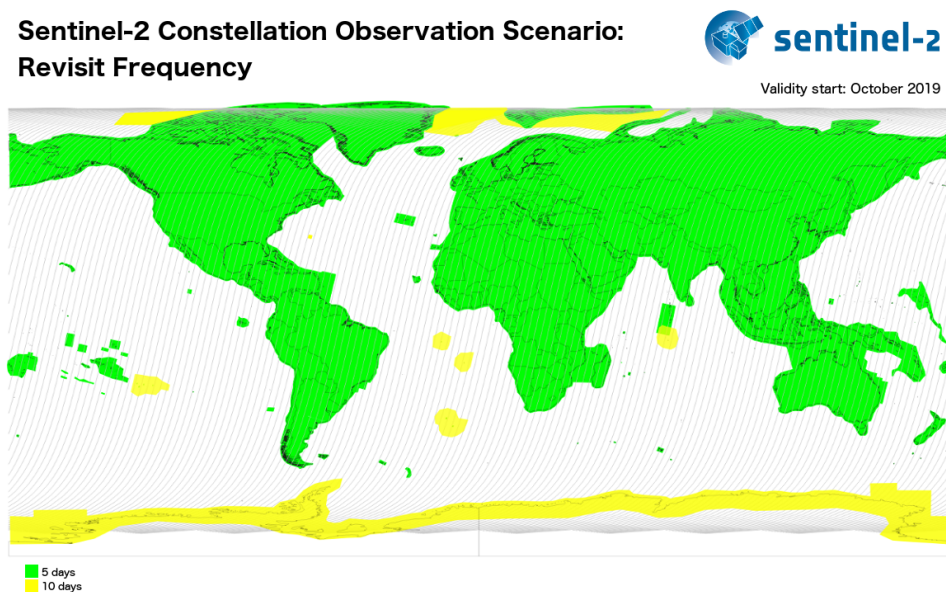 Sentinel-2 Constellation Observation Scenario:
Revisit Frequency
sentinel-2
Validity start: October 2019
5 days
10 days